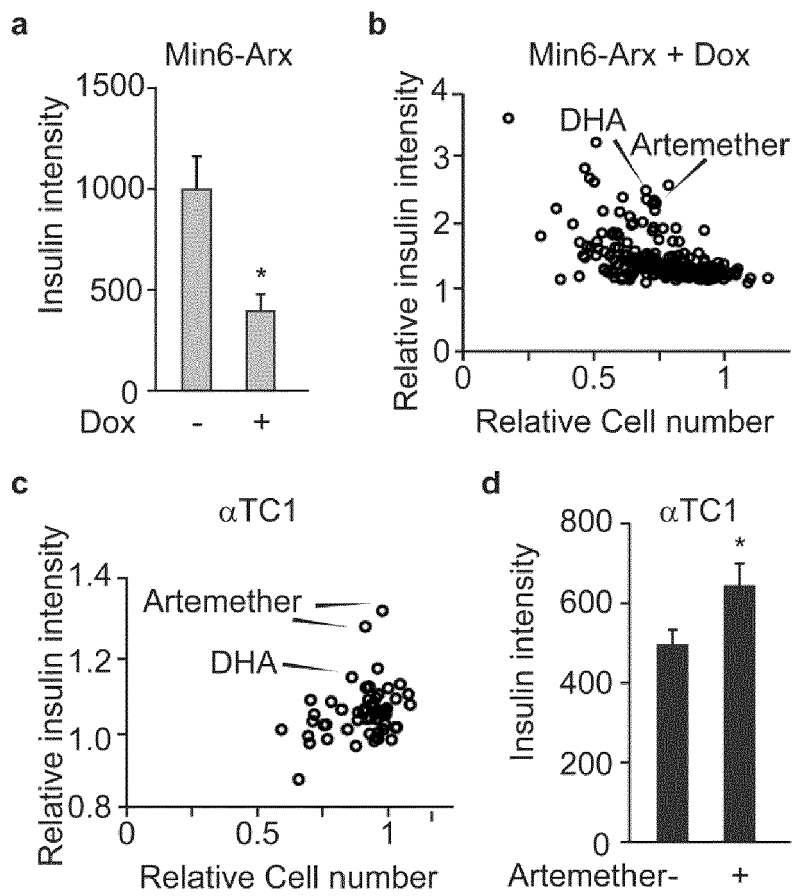 a
Min6-Arx
Insulin intensity
1500
1000
500
0
*
Dox - +
b
Min6-Arx + Dox
Relative insulin intensity
4
3
2
1
0
DHA
Artemether
0 0.5 1
Relative Cell number
c
αTC1
Relative insulin intensity
1.4
1.2
1.0
0.8
Artemether
DHA
0 0.5 1
Relative Cell number
d
αTC1
Insulin intensity
800
600
400
200
0
*
Artemether- +